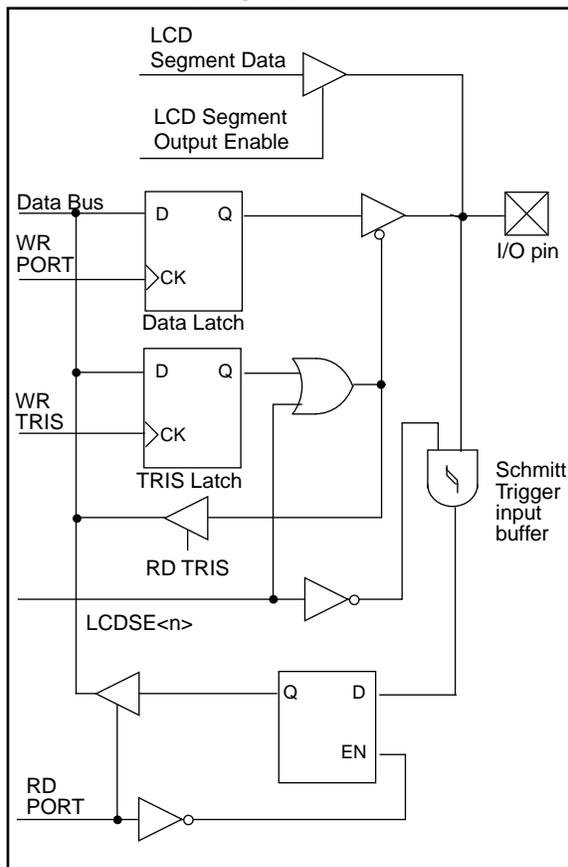 LCD
Segment Data
LCD Segment
Output Enable
Data Bus
D
Q
WR
PORT
CK
I/O pin
Data Latch
D
Q
WR
TRIS
CK
TRIS Latch
Schmitt
Trigger
input
buffer
RD TRIS
LCDSE<n>
Q
D
EN
RD
PORT